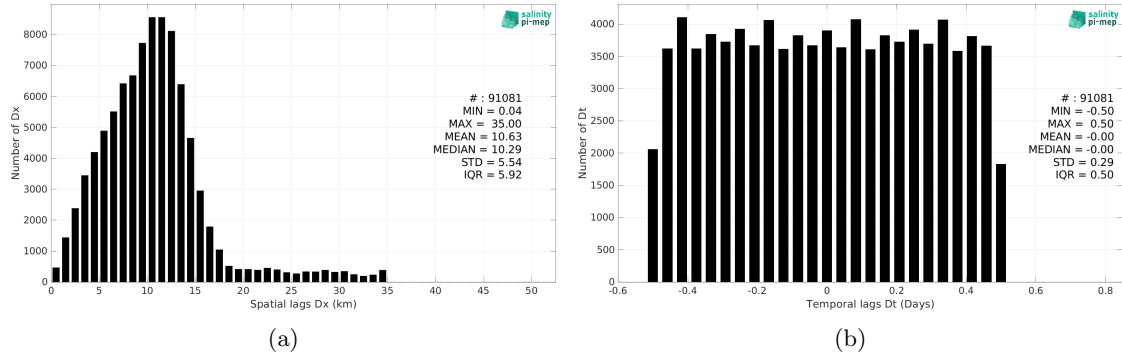 8000
7000
6000
5000
4000
3000
2000
1000
0
Number of Dx
0 5 10 15 20 25 30 35 40 45 50
Spatial lags Dx (km)
salinity
pi-mep
# : 91081
MIN = 0.04
MAX = 35.00
MEAN = 10.63
MEDIAN = 10.29
STD = 5.54
IQR = 5.92
(a)
4000
3500
3000
2500
2000
1500
1000
500
0
Number of Dt
-0.6 -0.4 -0.2 0 0.2 0.4 0.6 0.8
Temporal lags Dt (Days)
salinity
pi-mep
# : 91081
MIN = -0.50
MAX = 0.50
MEAN = -0.00
MEDIAN = -0.00
STD = 0.29
IQR = 0.50
(b)